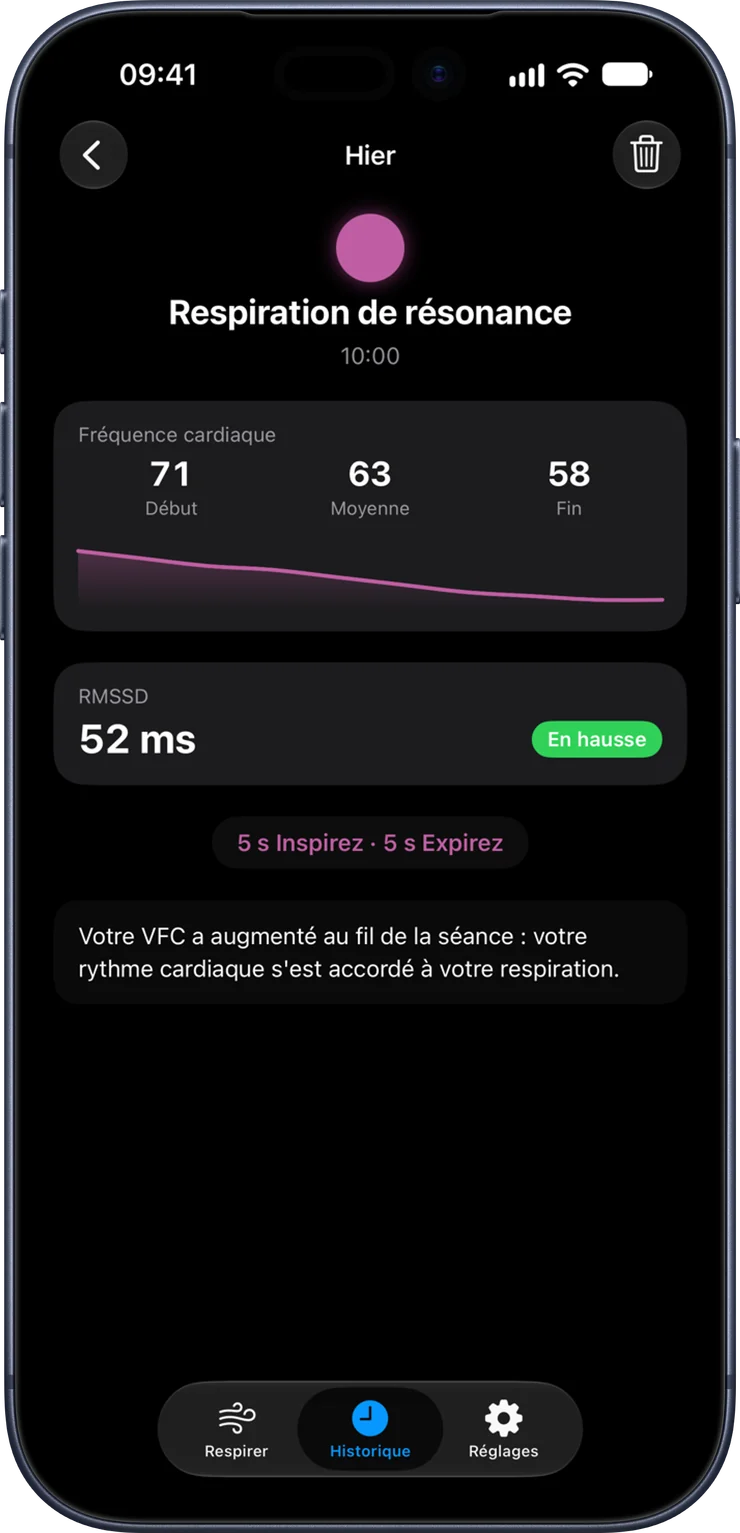 09:41
Hier
Respiration de résonance
10:00
Fréquence cardiaque
71 63 58
Début Moyenne Fin
RMSSD
52 ms
En hausse
5 s Inspirez · 5 s Expirez
Votre VFC a augmenté au fil de la séance : votre
rythme cardiaque s'est accordé à votre respiration.
Respirer Historique Réglages